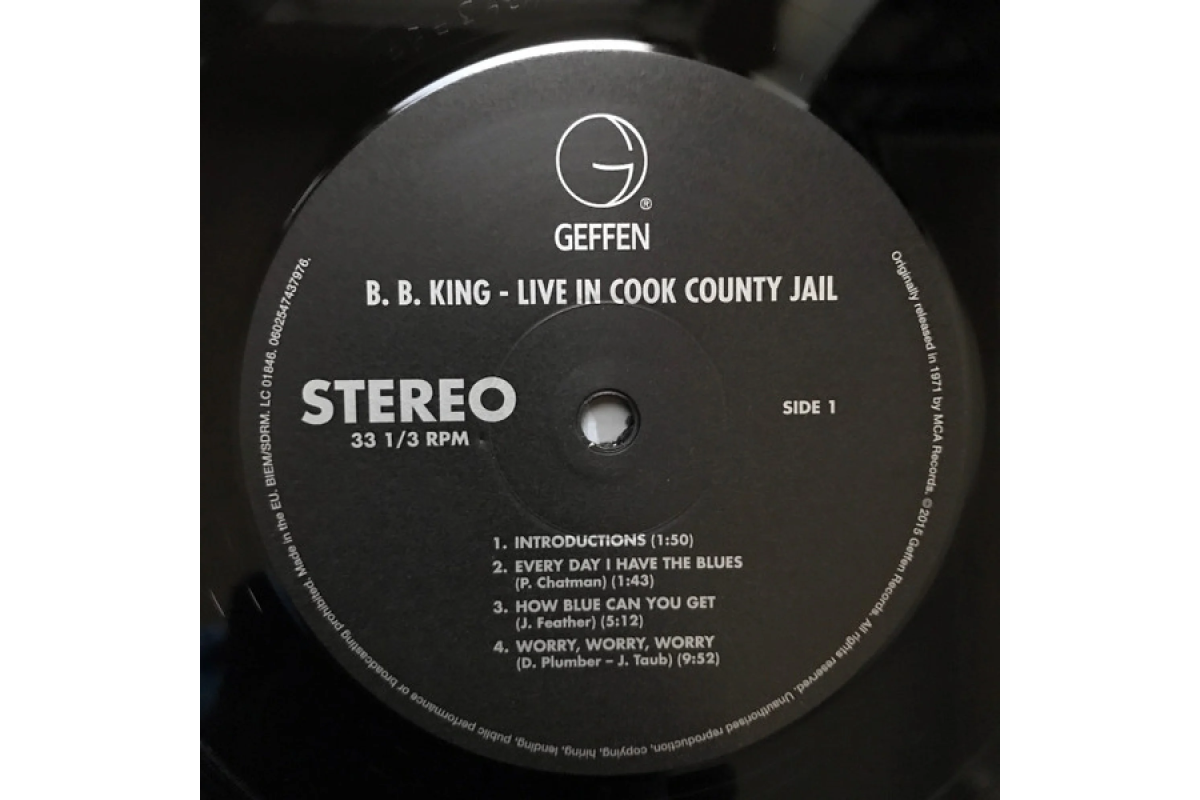 GEFFEN
®
B. B. KING - LIVE IN COOK COUNTY JAIL
STEREO
33 1/3 RPM
SIDE 1
1. INTRODUCTIONS (1:50)
2. EVERY DAY I HAVE THE BLUES
(P. Chatman) (1:43)
3. HOW BLUE CAN YOU GET
(J. Feather) (5:12)
4. WORRY, WORRY, WORRY
(D. Plumber – J. Taub) (9:52)
Originally released in 1971 by MCA Records. ℗2015 Geffen Records. All rights reserved. Unauthorised reproduction, copying, hiring, lending, public performance or broadcasting prohibited. Made in the EU. BIEM/SDRM. LC 01846. 0602547437976.